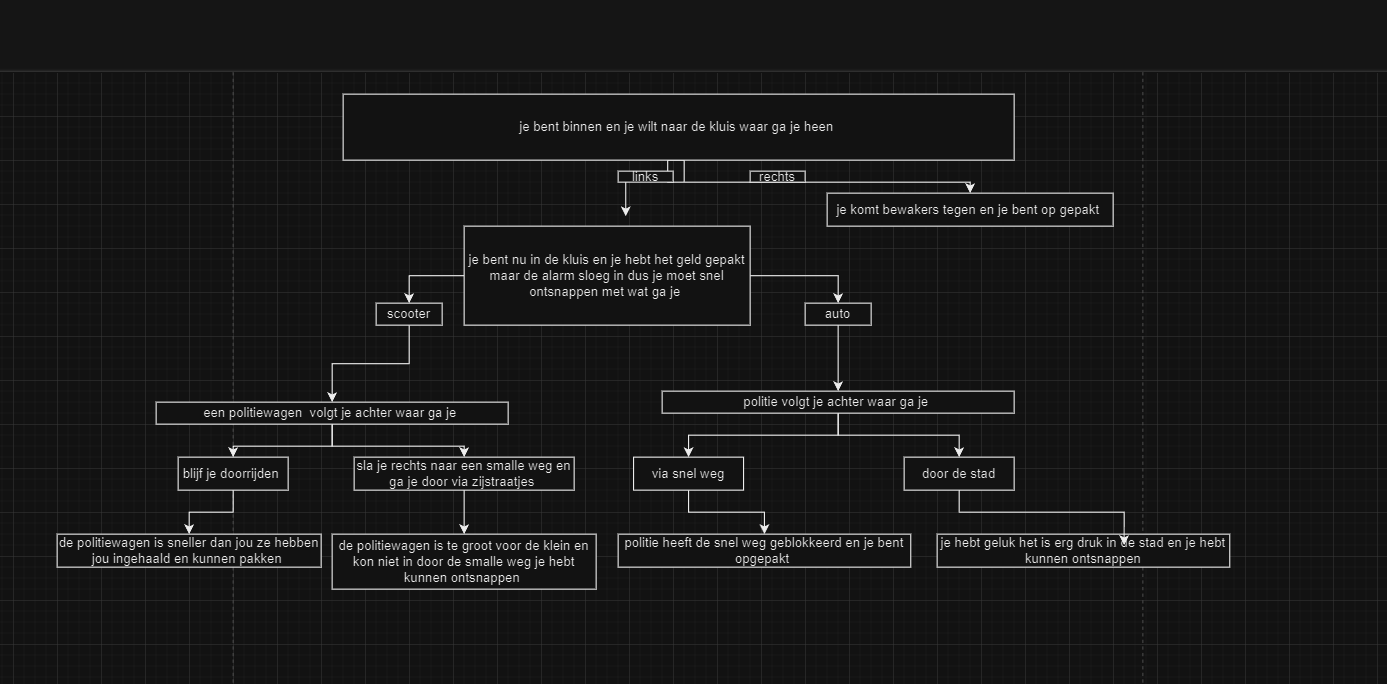 je bent binnen en je wilt naar de kluis waar ga je heen
links
rechts
je komt bewakers tegen en je bent op gepakt
je bent nu in de kluis en je hebt het geld gepakt
maar de alarm sloeg in dus je moet snel
ontsnappen met wat ga je
scooter
auto
een politiewagen  volgt je achter waar ga je
politie volgt je achter waar ga je
blijf je doorrijden
sla je rechts naar een smalle weg en
ga je door via zijstraatjes
via snel weg
door de stad
de politiewagen is sneller dan jou ze hebben
jou ingehaald en kunnen pakken
de politiewagen is te groot voor de klein en
kon niet in door de smalle weg je hebt
kunnen ontsnappen
politie heeft de snel weg geblokkeerd en je bent
opgepakt
je hebt geluk het is erg druk in de stad en je hebt
kunnen ontsnappen